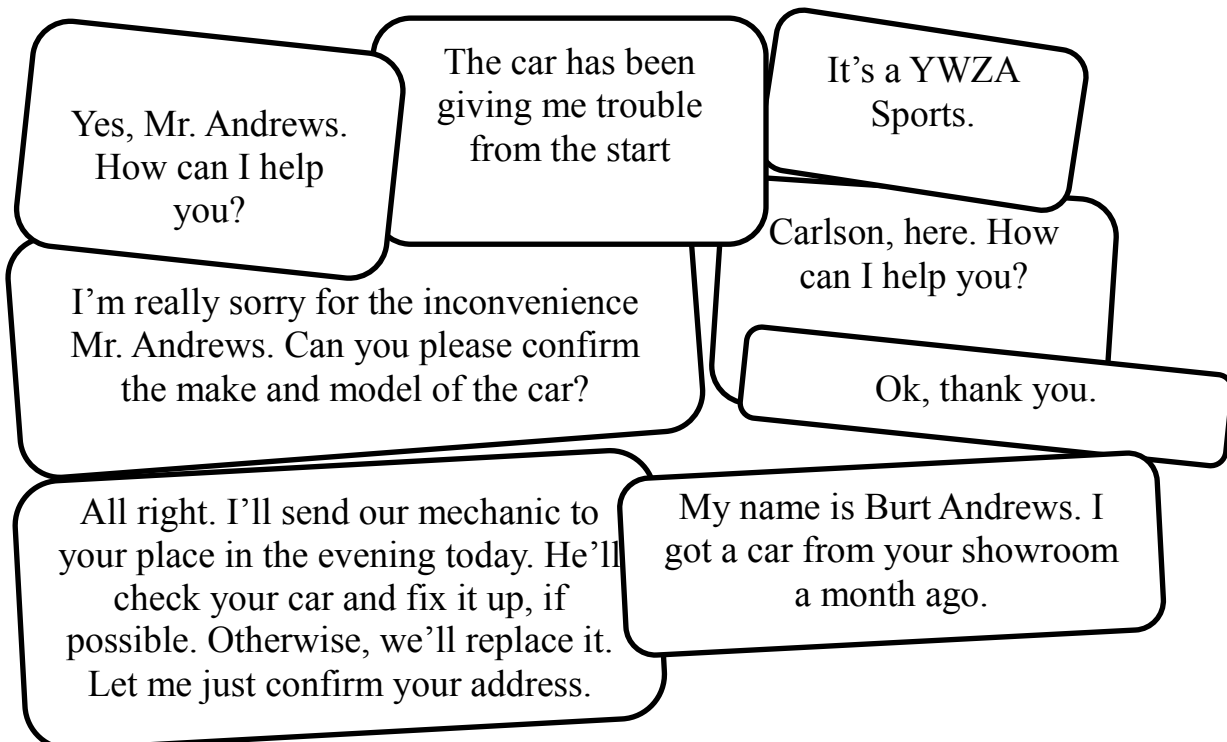 Yes, Mr. Andrews.
How can I help
you?
The car has been
giving me trouble
from the start
It’s a YWZA
Sports.
Carlson, here. How
can I help you?
I’m really sorry for the inconvenience
Mr. Andrews. Can you please confirm
the make and model of the car?
Ok, thank you.
All right. I’ll send our mechanic to
your place in the evening today. He’ll
check your car and fix it up, if
possible. Otherwise, we’ll replace it.
Let me just confirm your address.
My name is Burt Andrews. I
got a car from your showroom
a month ago.